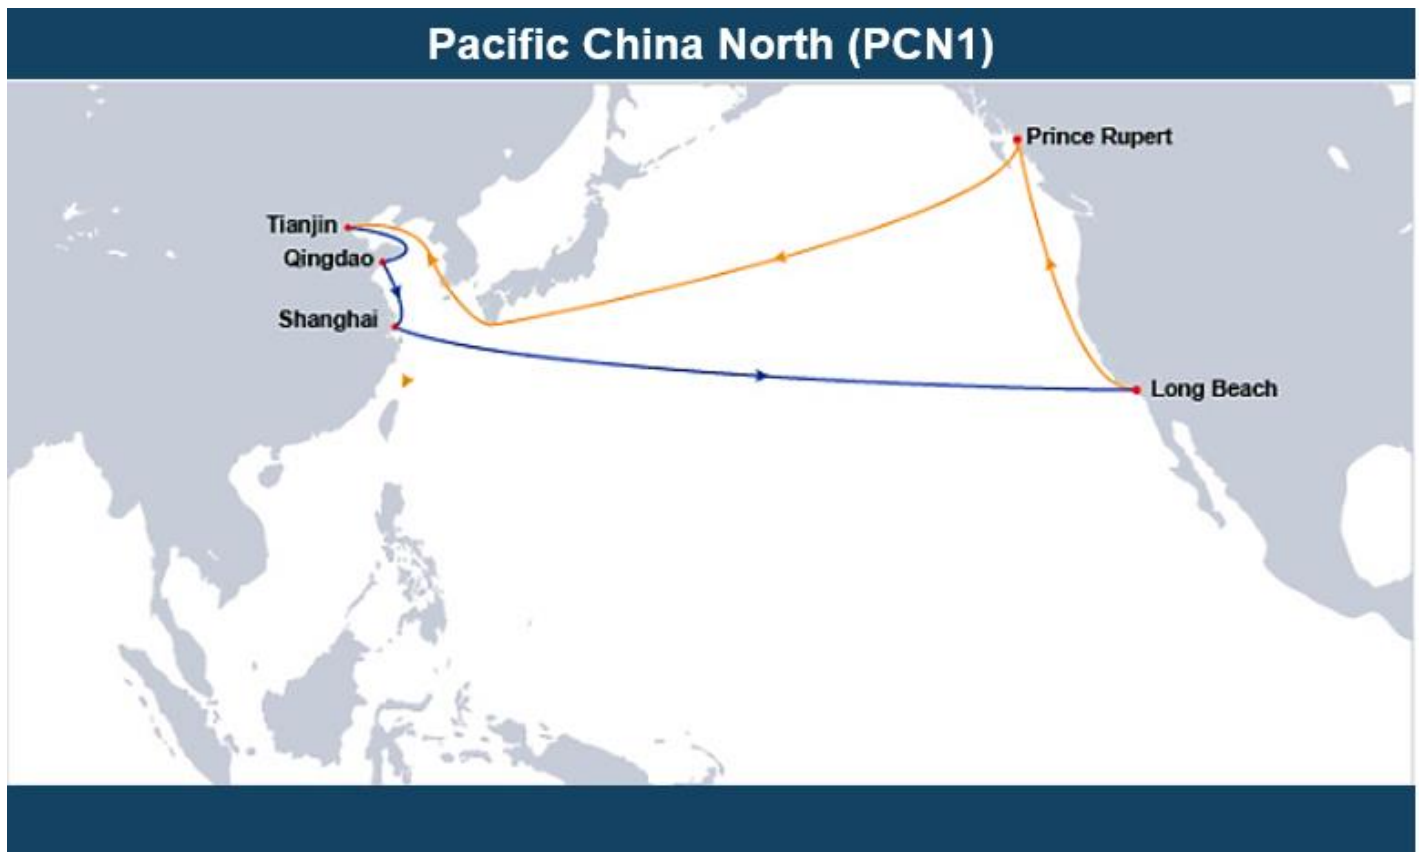 Pacific China North (PCN1)
Prince Rupert
Tianjin
Qingdao
Shanghai
Long Beach